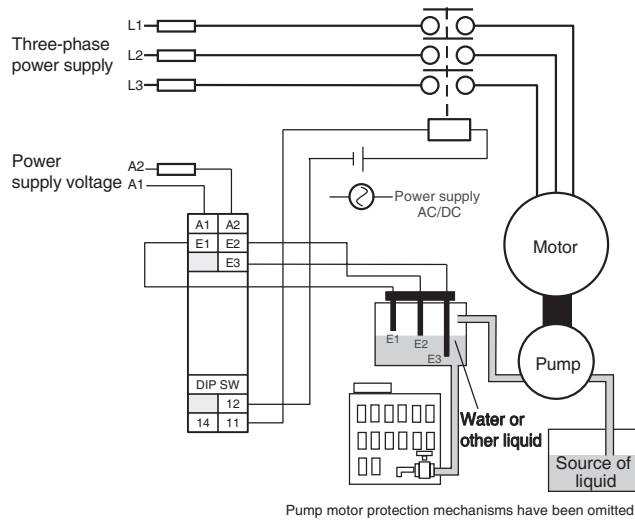 L1
Three-phase
power supply
L2
L3
Power
supply voltage
A2
A1
Power supply
AC/DC
A1 A2
E1 E2
E3
DIP SW
12
14 11
E1
E2
E3
Motor
Pump
Water or
other liquid
Source of
liquid
Pump motor protection mechanisms have been omitted